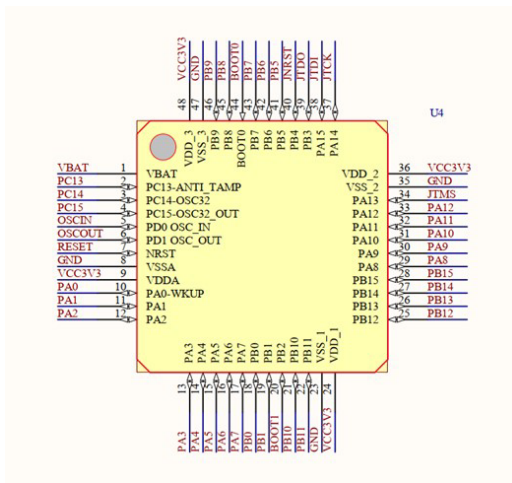 VCC3V3
GND
PB9
PB8
BOOT0
PB7
PB6
PB5
JNRST
JTDO
JTDI
JTCK
48 47 46 45 44 43 42 41 40 39 38 37
U4
VDD_3
VSS_3
PB9
PB8
BOOT0
PB7
PB6
PB5
PB4
PB3
PA15
PA14
VBAT 1 VBAT VDD_2 36 VCC3V3
PC13 2 PC13-ANTI_TAMP VSS_2 35 GND
PC14 3 PC14-OSC32 PA13 34 JTMS
PC15 4 PC15-OSC32_OUT PA12 33 PA12
OSCIN 5 PD0 OSC_IN PA11 32 PA11
OSCOUT 6 PD1 OSC_OUT PA10 31 PA10
RESET 7 NRST PA9 30 PA9
GND 8 VSSA PA8 29 PA8
VCC3V3 9 VDDA PB15 28 PB15
PA0 10 PA0-WKUP PB14 27 PB14
PA1 11 PA1 PB13 26 PB13
PA2 12 PA2 PB12 25 PB12
PA3
PA4
PA5
PA6
PA7
PB0
PB1
PB2
PB10
PB11
VSS_1
VDD_1
13 14 15 16 17 18 19 20 21 22 23 24
PA3
PA4
PA5
PA6
PA7
PB0
PB1
BOOT1
PB10
PB11
GND
VCC3V3